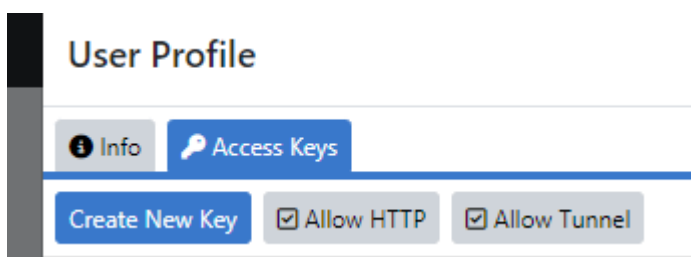 User Profile
Info Access Keys
Create New Key Allow HTTP Allow Tunnel